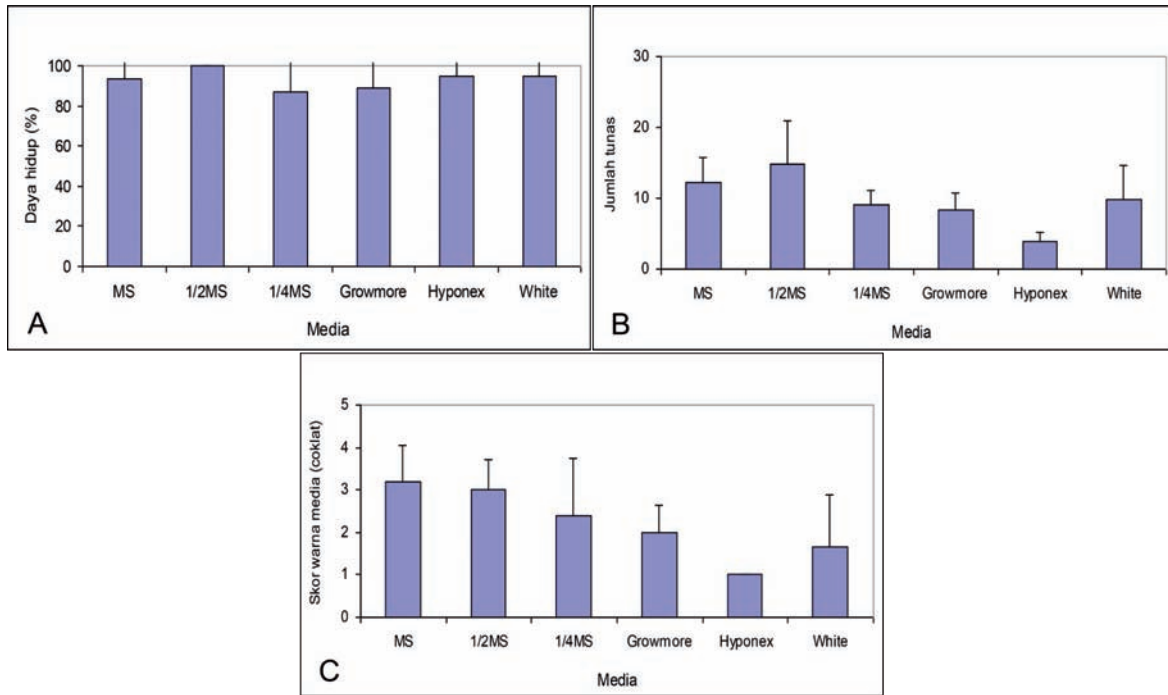 Daya hidup (%)
100
80
60
40
20
0
MS 1/2MS 1/4MS Growmore Hyponex White
Media
A
Jumlah tunas
30
20
10
0
MS 1/2MS 1/4MS Growmore Hyponex White
Media
B
Skor warna media (coklat)
5
4
3
2
1
0
MS 1/2MS 1/4MS Growmore Hyponex White
Media
C